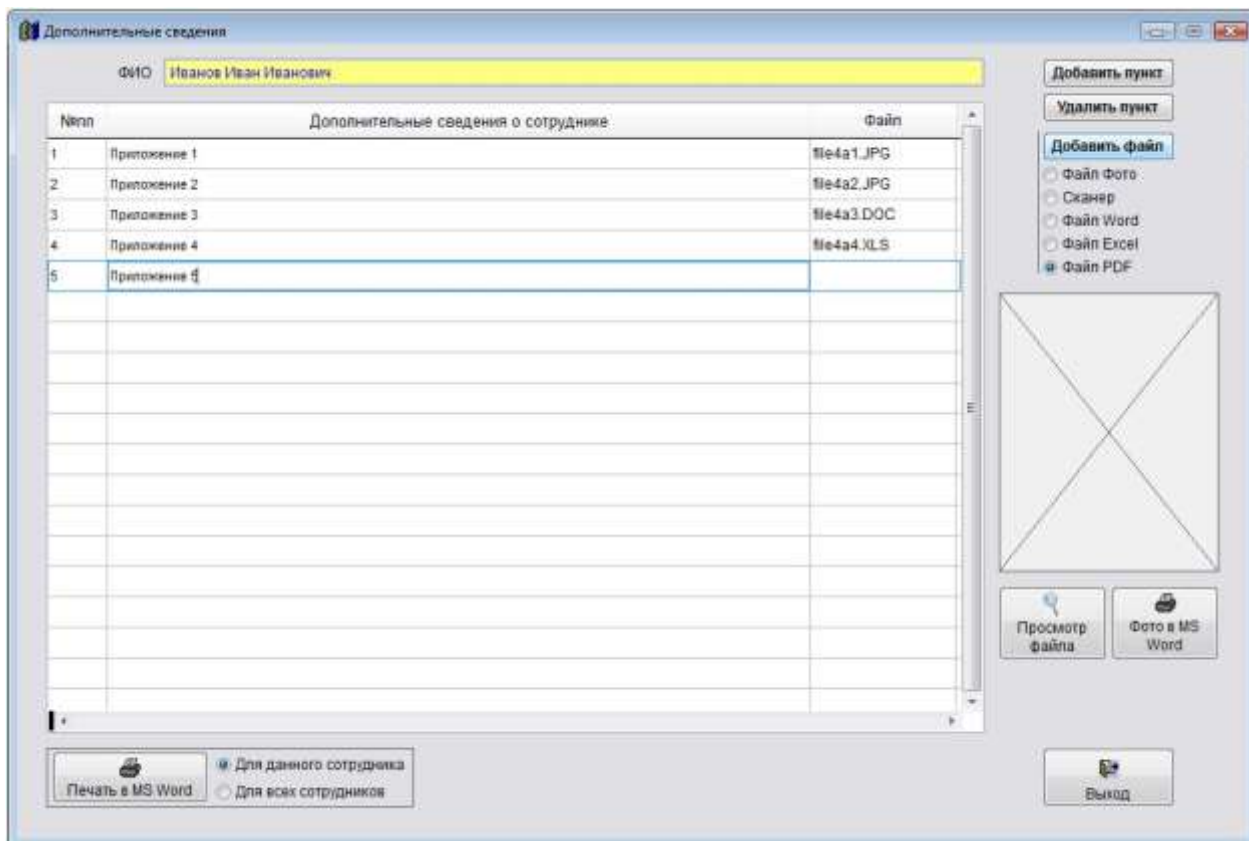 Дополнительные сведения
ФИО Иванов Иван Иванович
Добавить пункт
Удалить пункт
№пп Дополнительные сведения о сотруднике Файл
1 Приложение 1 file4a1.JPG
2 Приложение 2 file4a2.JPG
3 Приложение 3 file4a3.DOC
4 Приложение 4 file4a4.XLS
5 Приложение 5
Добавить файл
Файл Фото
Сканер
Файл Word
Файл Excel
Файл PDF
Просмотр
файла
Фото в MS
Word
Печать в MS Word
Для данного сотрудника
Для всех сотрудников
Выход